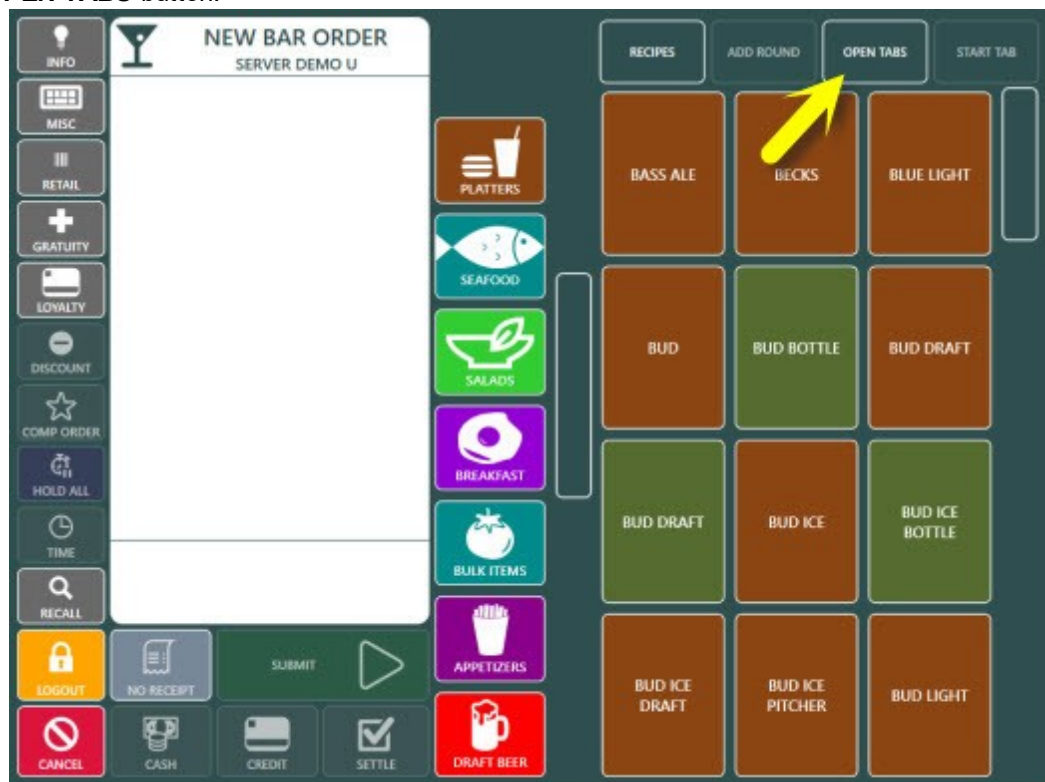 INFO
MISC
RETAIL
GRATUITY
LOYALTY
DISCOUNT
COMP ORDER
HOLD ALL
TIME
RECALL
LOGOUT
CANCEL
NEW BAR ORDER
SERVER DEMO U
NO RECEIPT
SUBMIT
CASH
CREDIT
SETTLE
PLATTERS
SEAFOOD
SALADS
BREAKFAST
BULK ITEMS
APPETIZERS
DRAFT BEER
RECIPES
ADD ROUND
OPEN TABS
START TAB
BASS ALE
BECKS
BLUE LIGHT
BUD
BUD BOTTLE
BUD DRAFT
BUD DRAFT
BUD ICE
BUD ICE
BOTTLE
BUD ICE
DRAFT
BUD ICE
PITCHER
BUD LIGHT